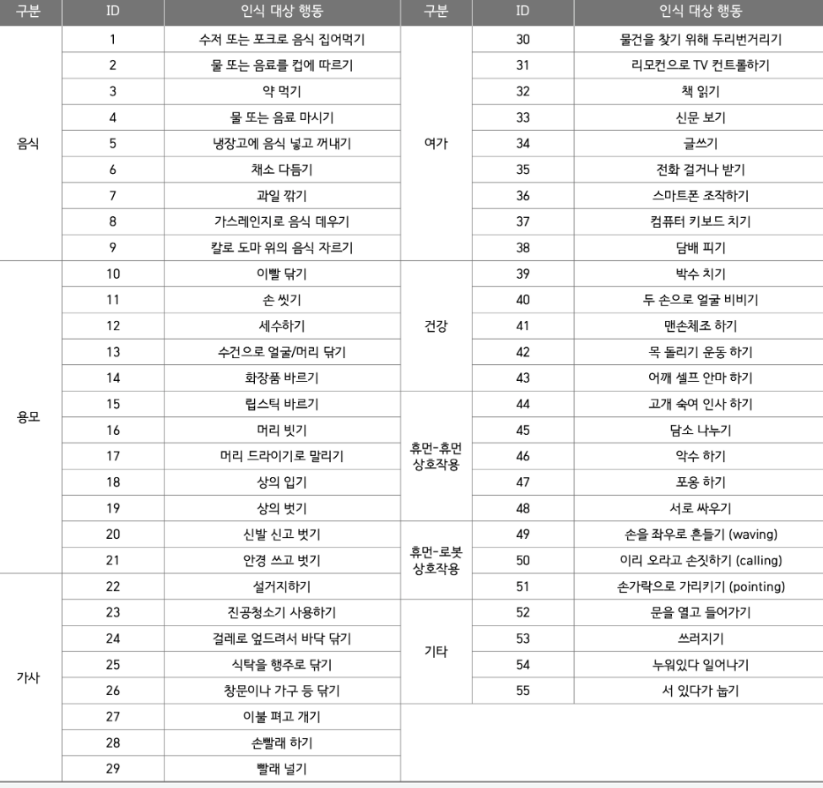 구분 ID 인식 대상 행동 구분 ID 인식 대상 행동
1 수저 또는 포크로 음식 집어먹기 30 물건을 찾기 위해 두리번거리기
2 물 또는 음료를 컵에 따르기 31 리모컨으로 TV 컨트롤하기
3 약 먹기 32 책 읽기
4 물 또는 음료 마시기 33 신문 보기
음식 5 냉장고에 음식 넣고 꺼내기 여가 34 글쓰기
6 채소 다듬기 35 전화 걸거나 받기
7 과일 깎기 36 스마트폰 조작하기
8 가스레인지로 음식 데우기 37 컴퓨터 키보드 치기
9 칼로 도마 위의 음식 자르기 38 담배 피기
10 이빨 닦기 39 박수 치기
11 손 씻기 40 두 손으로 얼굴 비비기
12 세수하기 건강 41 맨손체조 하기
13 수건으로 얼굴/머리 닦기 42 목 돌리기 운동 하기
14 화장품 바르기 43 어깨 셀프 안마 하기
용모 15 립스틱 바르기 44 고개 숙여 인사 하기
16 머리 빗기 45 담소 나누기
17 머리 드라이기로 말리기 휴먼-휴먼 상호작용 46 악수 하기
18 상의 입기 47 포옹 하기
19 상의 벗기 48 서로 싸우기
20 신발 신고 벗기 49 손을 좌우로 흔들기 (waving)
21 안경 쓰고 벗기 휴먼-로봇 상호작용 50 이리 오라고 손짓하기 (calling)
22 설거지하기 51 손가락으로 가리키기 (pointing)
23 진공청소기 사용하기 52 문을 열고 들어가기
24 걸레로 엎드려서 바닥 닦기 기타 53 쓰러지기
가사 25 식탁을 행주로 닦기 54 누워있다 일어나기
26 창문이나 가구 등 닦기 55 서 있다가 눕기
27 이불 펴고 개기
28 손빨래 하기
29 빨래 널기